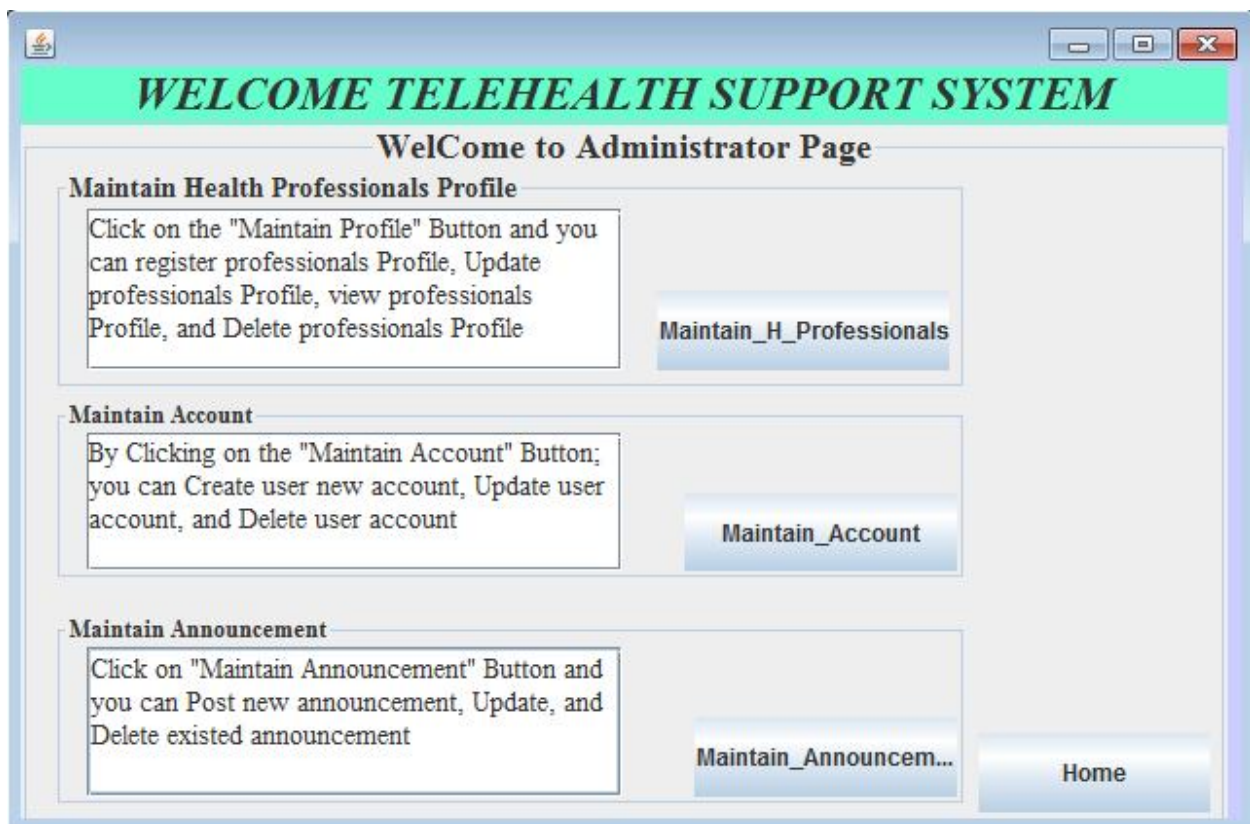 WELCOME TELEHEALTH SUPPORT SYSTEM
WelCome to Administrator Page
Maintain Health Professionals Profile
Click on the "Maintain Profile" Button and you
can register professionals Profile, Update
professionals Profile, view professionals
Profile, and Delete professionals Profile
Maintain_H_Professionals
Maintain Account
By Clicking on the "Maintain Account" Button;
you can Create user new account, Update user
account, and Delete user account
Maintain_Account
Maintain Announcement
Click on "Maintain Announcement" Button and
you can Post new announcement, Update, and
Delete existed announcement
Maintain_Announcem...
Home